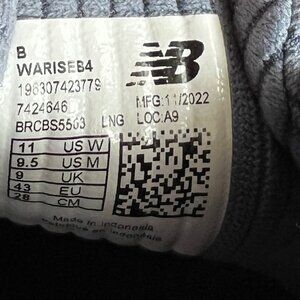 B
WARISEB4
196307423779
7424646 MFG:11/2022
BRCBS5563 LNG LOC:A9
11 US W
9.5 US M
9 UK
43 EU
28 CM
Made in Indonesia